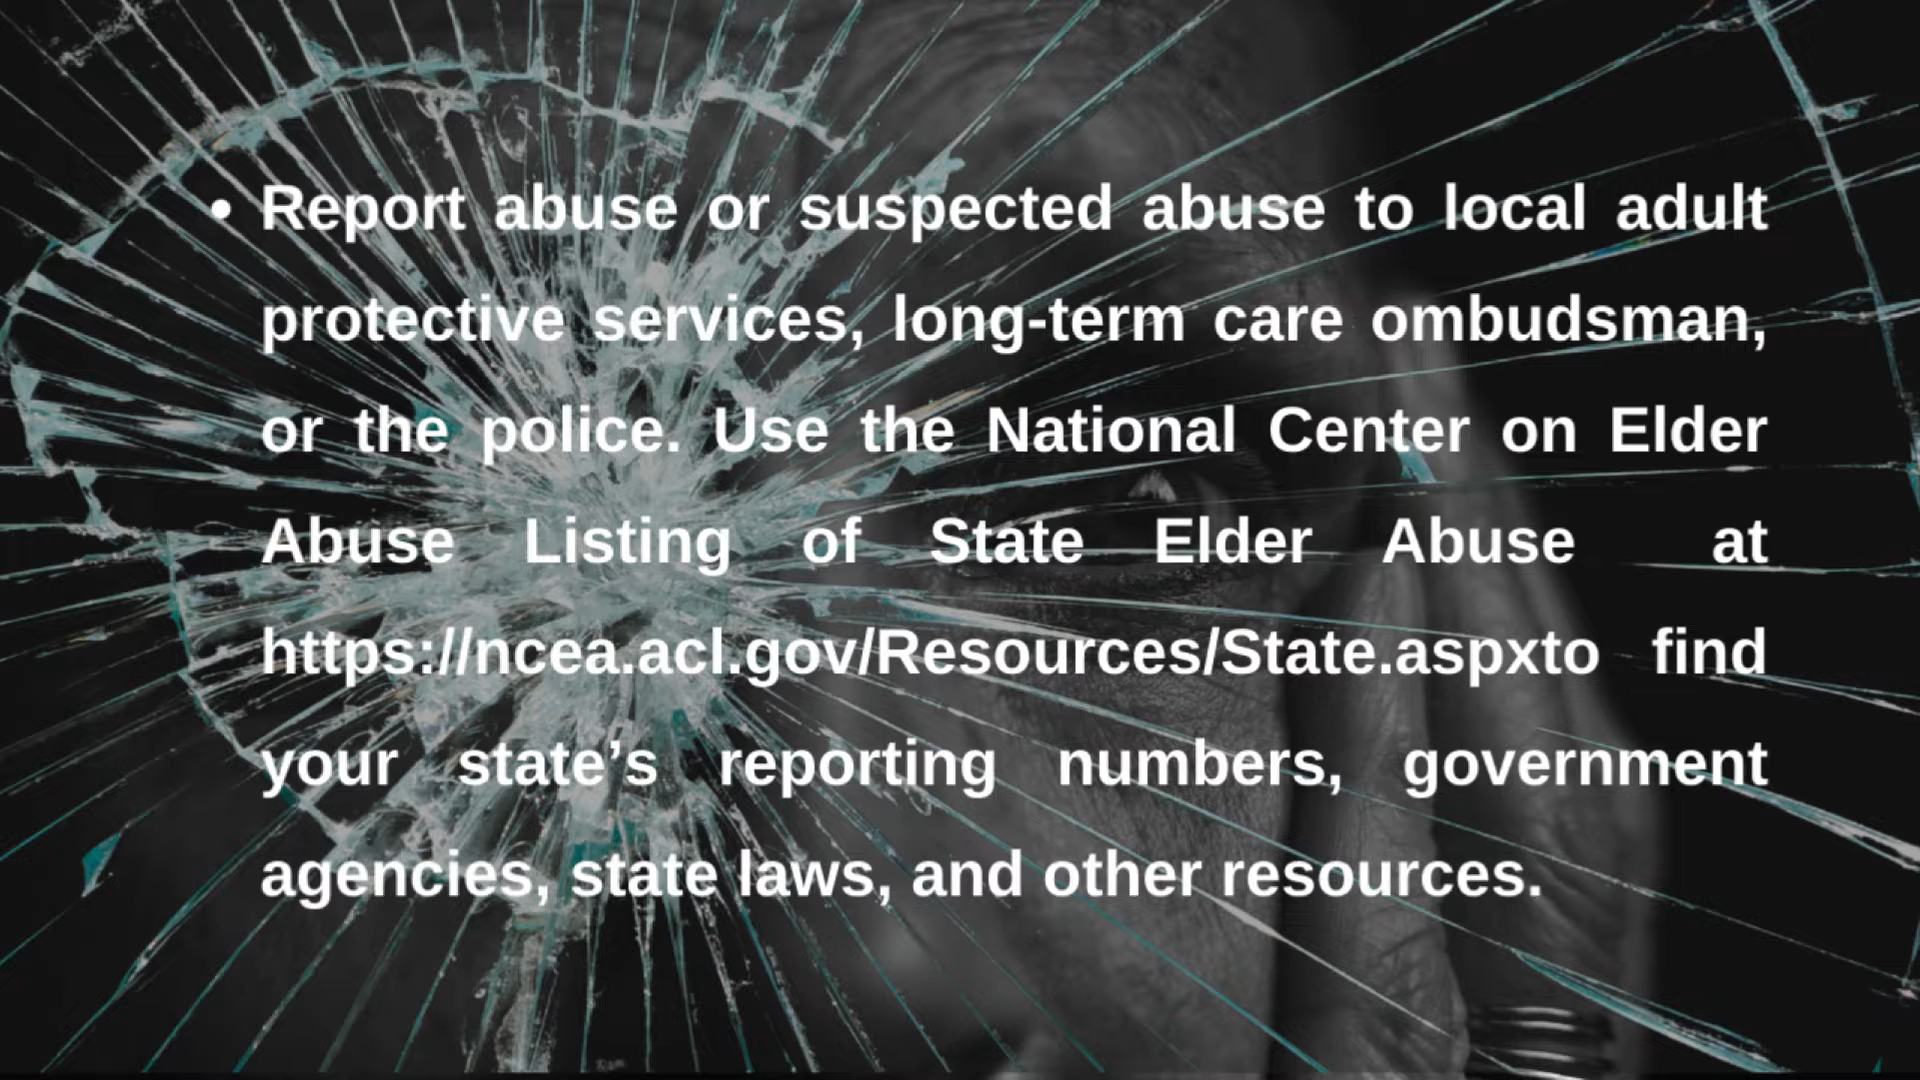 • Report abuse or suspected abuse to local adult
protective services, long-term care ombudsman,
or the police. Use the National Center on Elder
Abuse Listing of State Elder Abuse at
https://ncea.acl.gov/Resources/State.aspxto find
your state’s reporting numbers, government
agencies, state laws, and other resources.